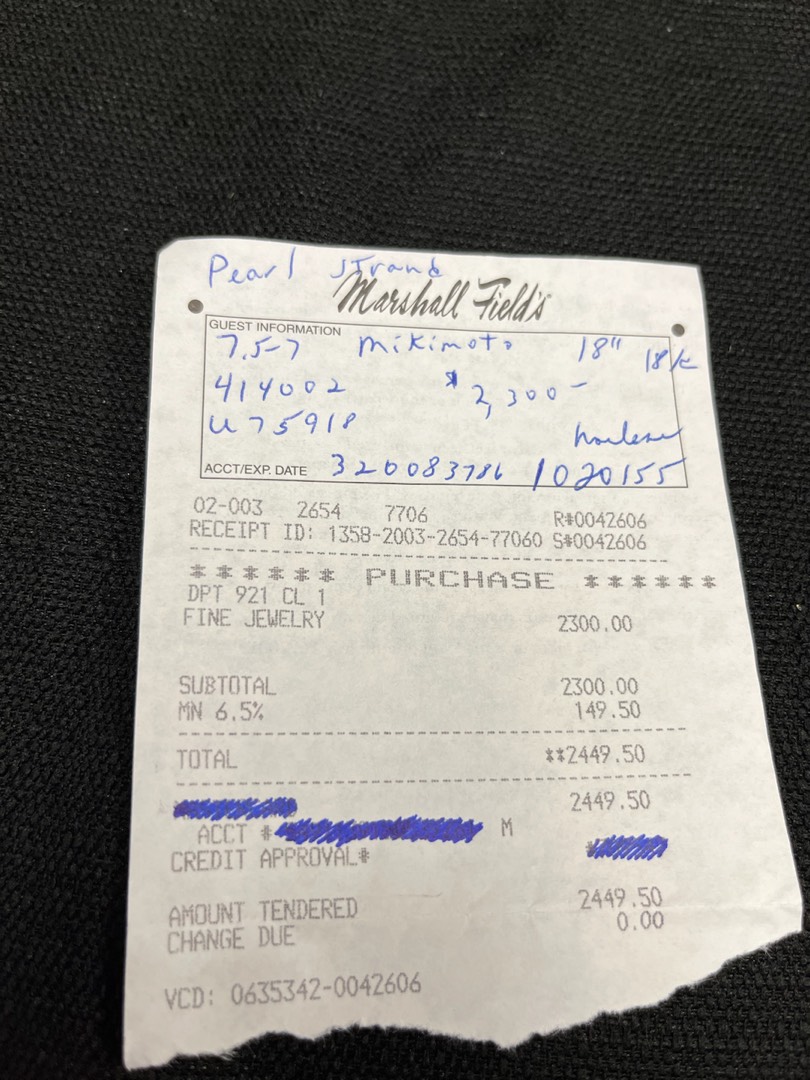 Pearl strand
Marshall Field's
GUEST INFORMATION
7.5-7 Mikimoto 18" 18K
414002 $2,300-
U75918
ACCT/EXP. DATE 320083786 1020155
02-003 2654 7706 R#0042606
RECEIPT ID: 1358-2003-2654-77060 S#0042606
****** PURCHASE ******
DPT 921 CL 1
FINE JEWELRY 2300.00
SUBTOTAL 2300.00
MN 6.5% 149.50
TOTAL **2449.50
2449.50
ACCT # M
CREDIT APPROVAL#
AMOUNT TENDERED 2449.50
CHANGE DUE 0.00
VCD: 0635342-0042606